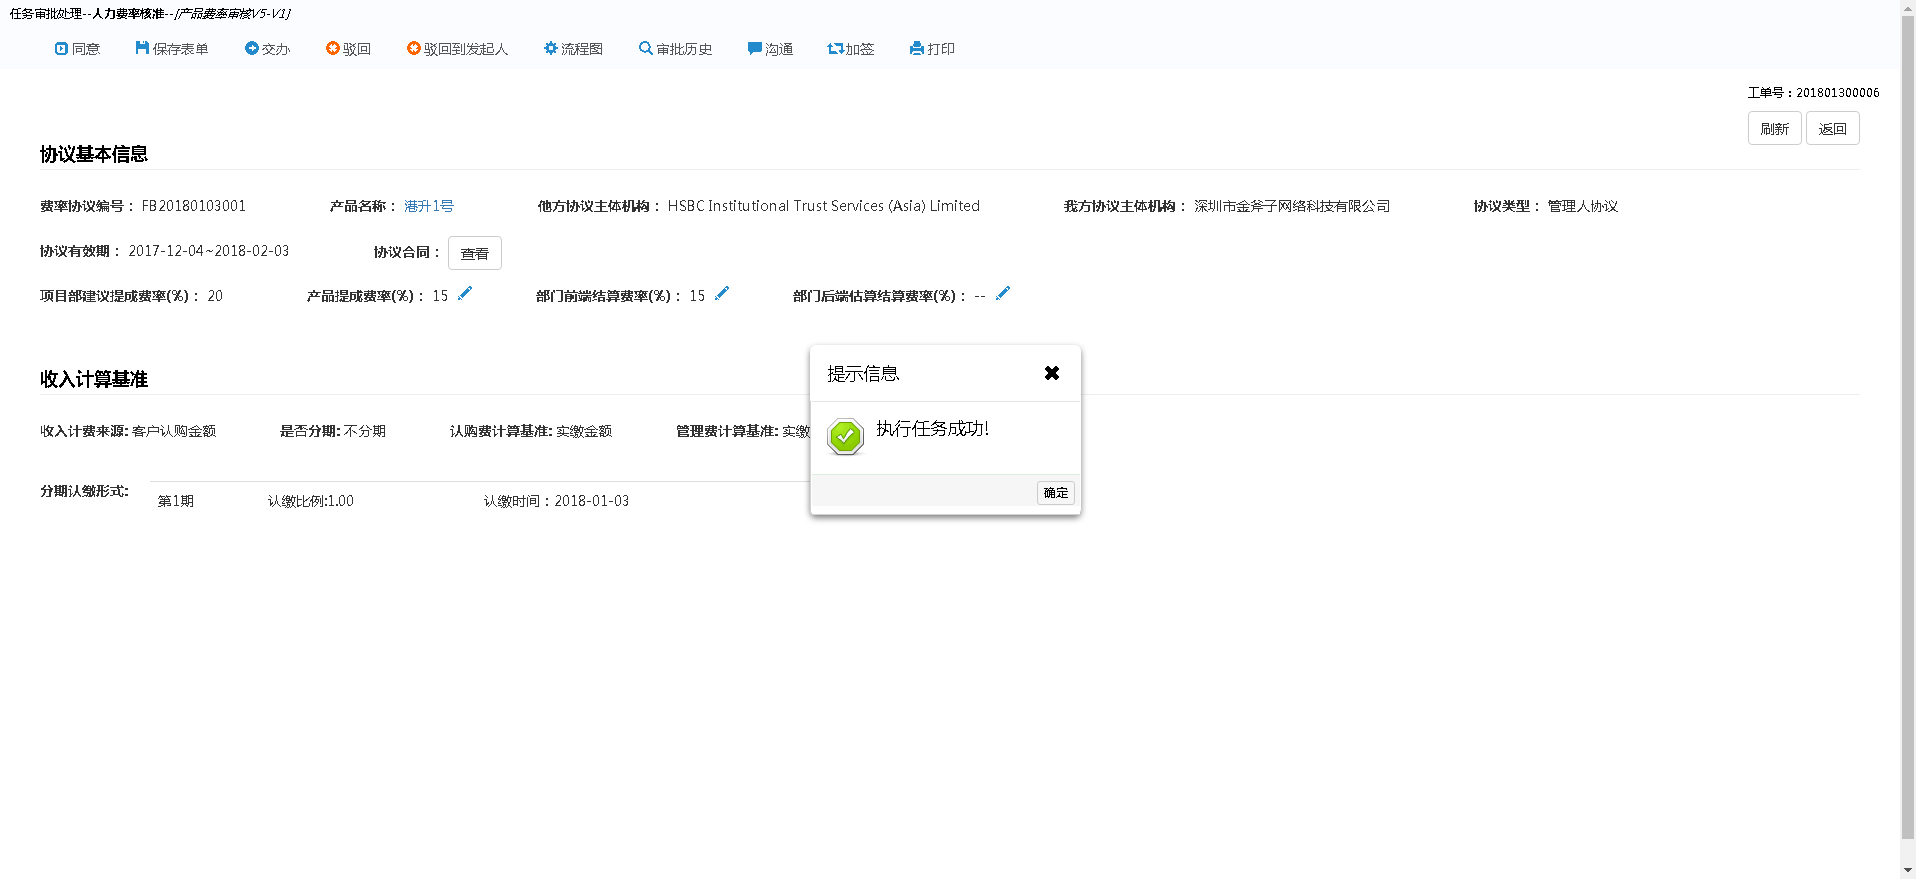 任务审批处理--人力费率核准--[产品费率审核V5-V1]
同意 保存表单 交办 驳回 驳回到发起人 流程图 审批历史 沟通 加签 打印
工单号：201801300006
刷新 返回
协议基本信息
费率协议编号： FB20180103001 产品名称： 港升1号 他方协议主体机构： HSBC Institutional Trust Services (Asia) Limited 我方协议主体机构： 深圳市金斧子网络科技有限公司 协议类型： 管理人协议
协议有效期： 2017-12-04~2018-02-03 协议合同： 查看
项目部建议提成费率(%)： 20 产品提成费率(%)： 15 部门前端结算费率(%)： 15 部门后端估算结算费率(%)： --
提示信息
收入计算基准
收入计费来源: 客户认购金额 是否分期: 不分期 认购费计算基准: 实缴金额 管理费计算基准: 实缴
执行任务成功!
分期认缴形式: 第1期 认缴比例:1.00 认缴时间：2018-01-03
确定